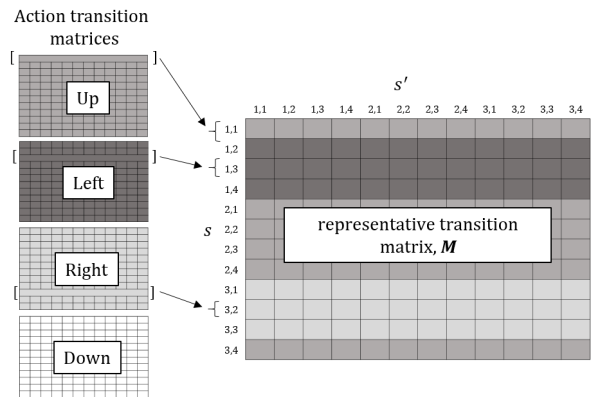 Action transition
matrices
[ ]
Up
[ ]
Left
Right
[ ]
Down
s′
1,1 1,2 1,3 1,4 2,1 2,2 2,3 2,4 3,1 3,2 3,3 3,4
s
1,1
1,2
1,3
1,4
2,1
2,2
2,3
2,4
3,1
3,2
3,3
3,4
representative transition
matrix, M